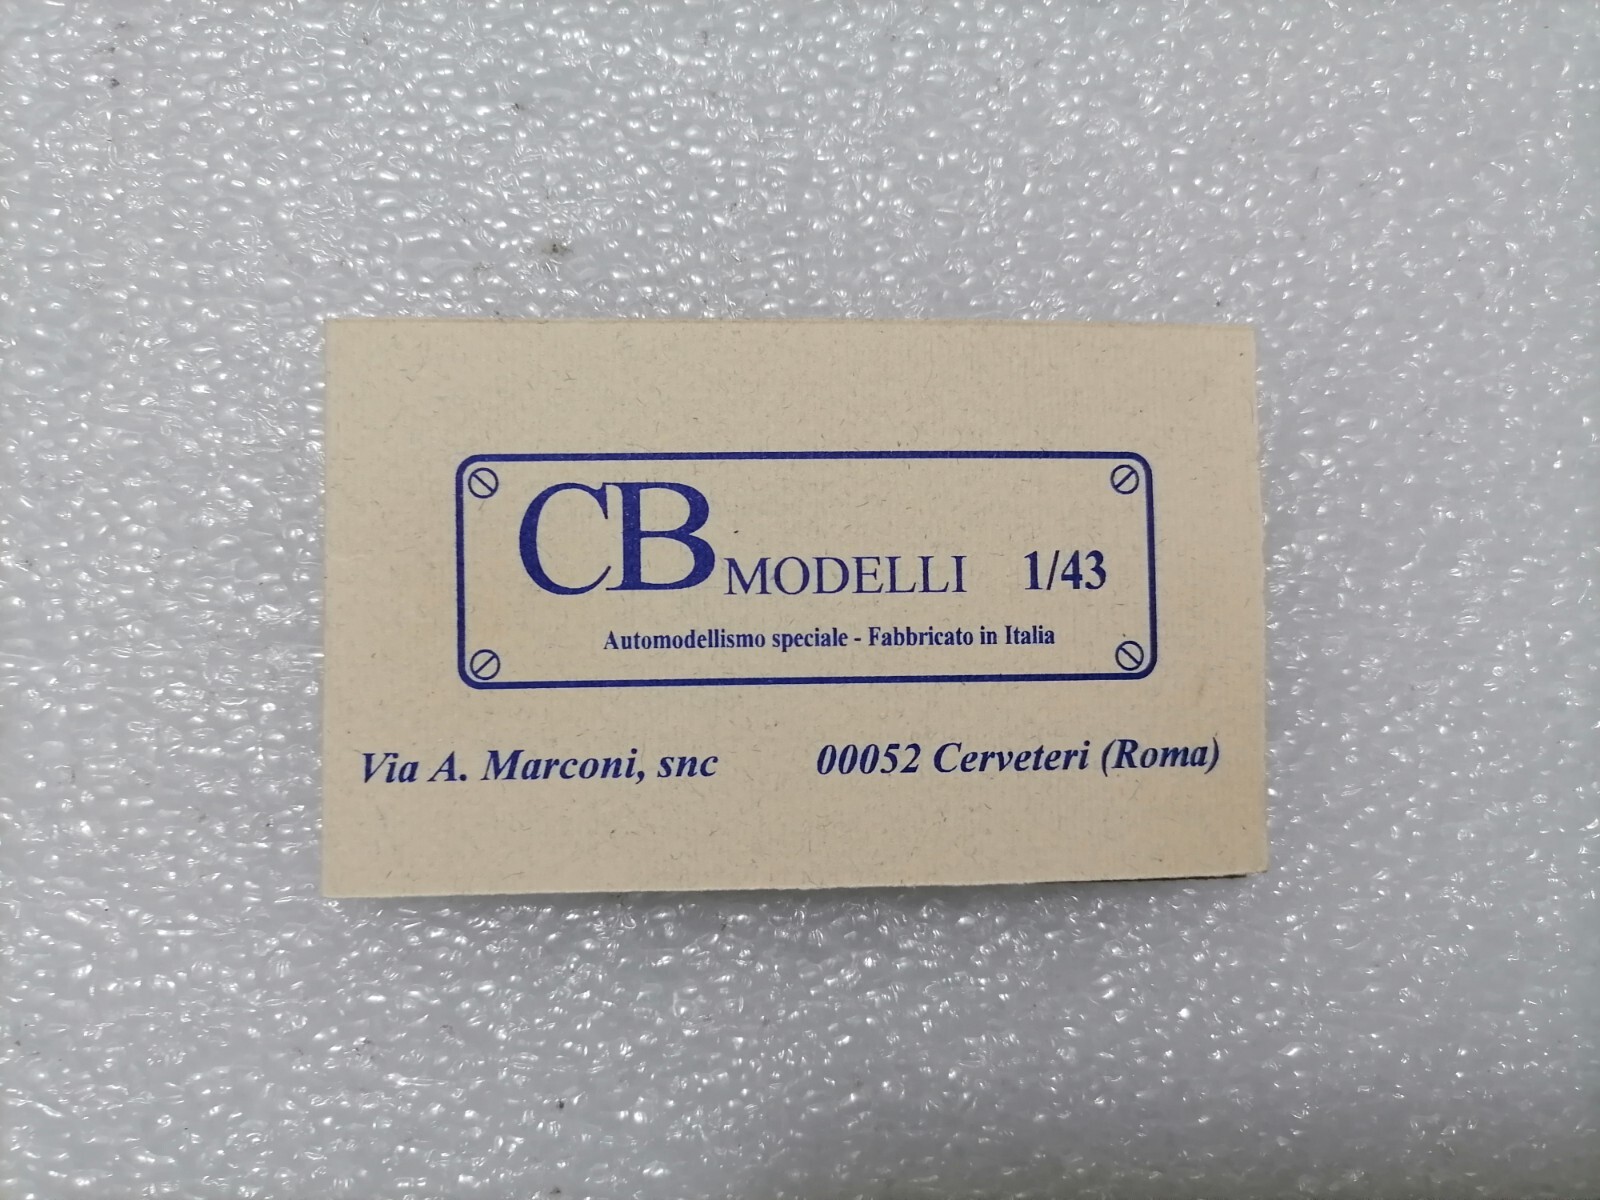 CB MODELLI 1/43
Automodellismo speciale - Fabbricato in Italia
Via A. Marconi, snc 00052 Cerveteri (Roma)